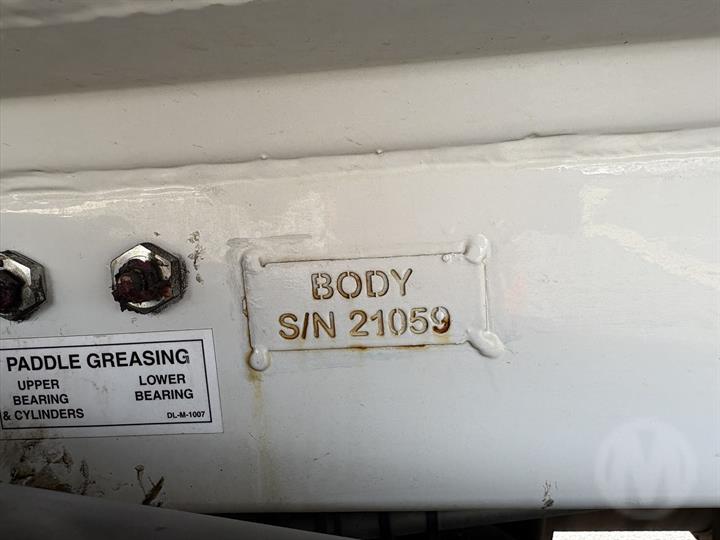 BODY
S/N 21059
PADDLE GREASING
UPPER
BEARING
& CYLINDERS
LOWER
BEARING
DL-M-1007
M